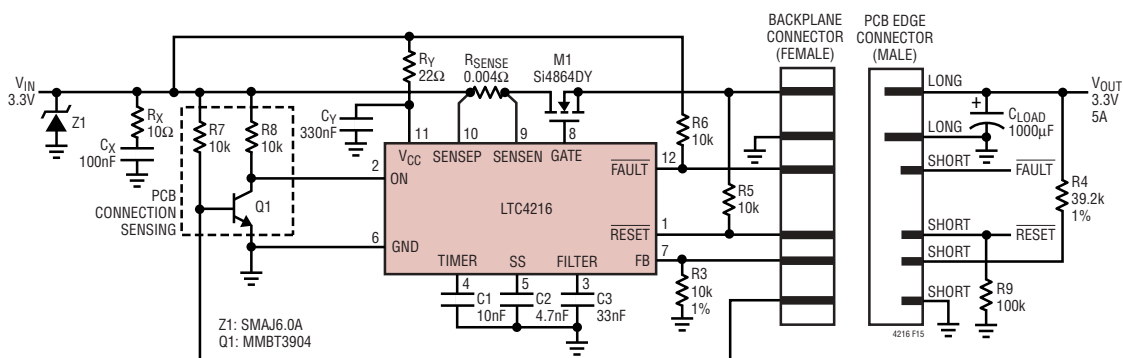 BACKPLANE
CONNECTOR
(FEMALE)
PCB EDGE
CONNECTOR
(MALE)
VIN
3.3V
Z1
RX
10Ω
CX
100nF
R7
10k
R8
10k
PCB
CONNECTION
SENSING
Q1
CY
330nF
RY
22Ω
RSENSE
0.004Ω
M1
Si4864DY
11
10
9
8
VCC
SENSEP
SENSEN
GATE
2
ON
6
GND
LTC4216
FAULT
12
RESET
1
FB
7
TIMER
SS
FILTER
4
5
3
C1
10nF
C2
4.7nF
C3
33nF
R6
10k
R5
10k
R3
10k
1%
LONG
LONG
SHORT
SHORT
SHORT
SHORT
+
CLOAD
1000µF
VOUT
3.3V
5A
FAULT
R4
39.2k
1%
RESET
R9
100k
Z1: SMAJ6.0A
Q1: MMBT3904
4216 F15